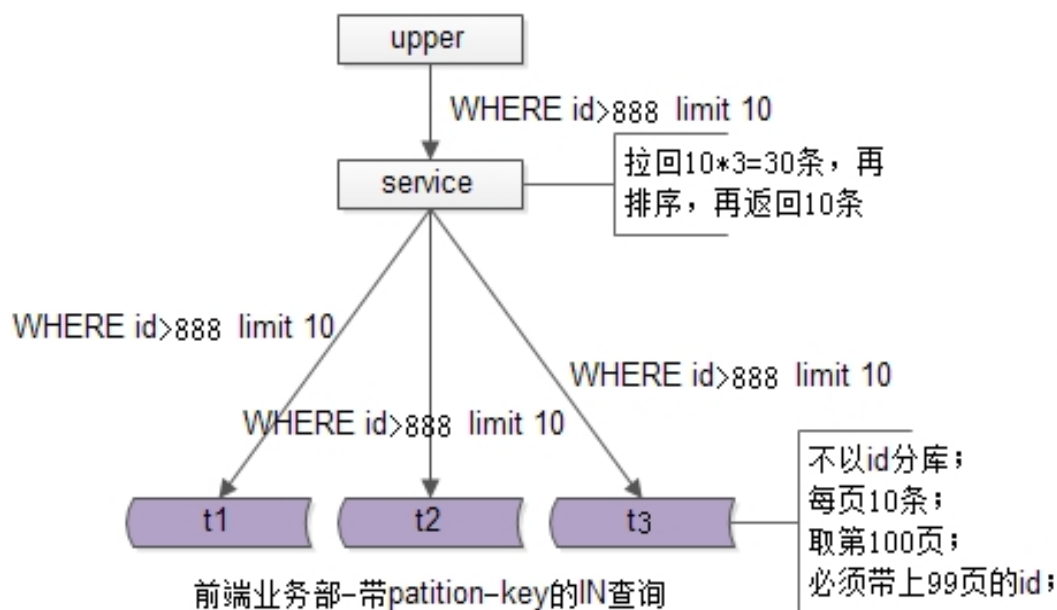 upper
WHERE id>888 limit 10
拉回10*3=30条，再
排序，再返回10条
service
WHERE id>888 limit 10
WHERE id>888 limit 10
WHERE id>888 limit 10
不以id分库；
每页10条；
取第100页；
必须带上99页的id；
t1
t2
t3
前端业务部-带patition-key的IN查询